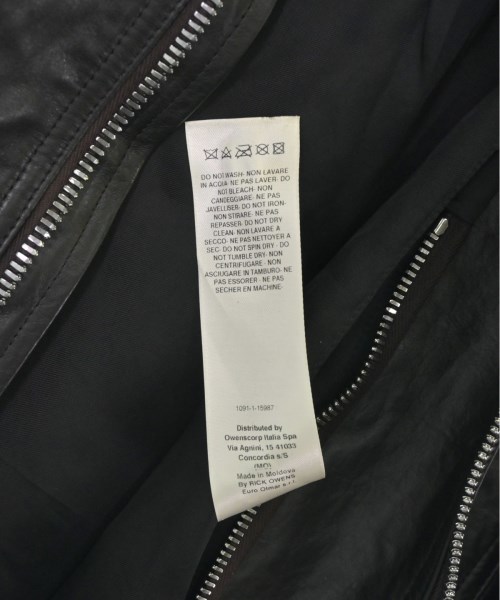 DO NOT WASH- NON LAVARE
IN ACQIA- NE PAS LAVER- DO
NOT BLEACH- NON
CANDEGGIARE- NE PAS
JAVELLISER- DO NOT IRON-
NON STIRARE- NE PAS
REPASSER- DO NOT DRY
CLEAN- NON LAVARE A
SECCO- NE PAS NETTOYER A
SEC- DO NOT SPIN DRY - DO
NOT TUMBLE DRY- NON
CENTRIFUGARE - NON
ASCIUGARE IN TAMBURO- NE
PAS ESSORER - NE PAS
SECHER EN MACHINE-
1091-1-15987
Distributed by
Owenscorp Italia Spa
Via Agnini, 15 41033
Concordia s/S
(MO)
Made in Moldova
By RICK OWENS
Euro Olmar s.r.l.